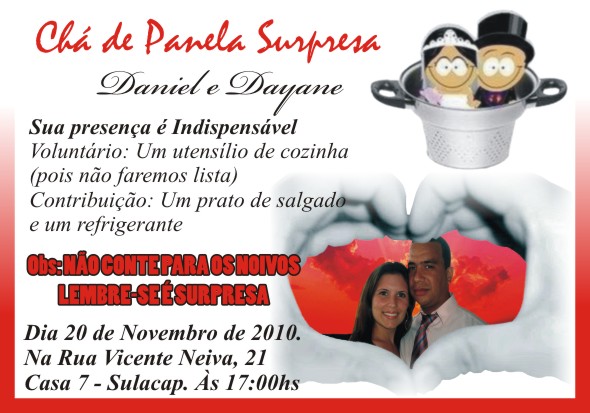 Chá de Panela Surpresa
Daniel e Dayane
Sua presença é Indispensável
Voluntário: Um utensílio de cozinha
(pois não faremos lista)
Contribuição: Um prato de salgado
e um refrigerante
Obs: NÃO CONTE PARA OS NOIVOS
LEMBRE-SE É SURPRESA
Dia 20 de Novembro de 2010.
Na Rua Vicente Neiva, 21
Casa 7 - Sulacap. Às 17:00hs